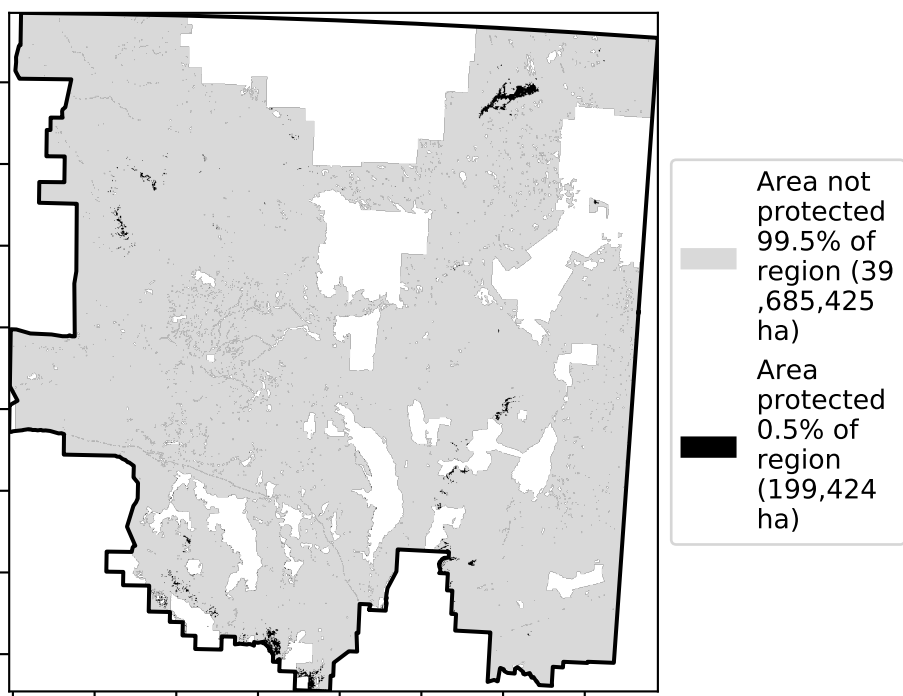 Area not
protected
99.5% of
region (39
,685,425
ha)
Area
protected
0.5% of
region
(199,424
ha)